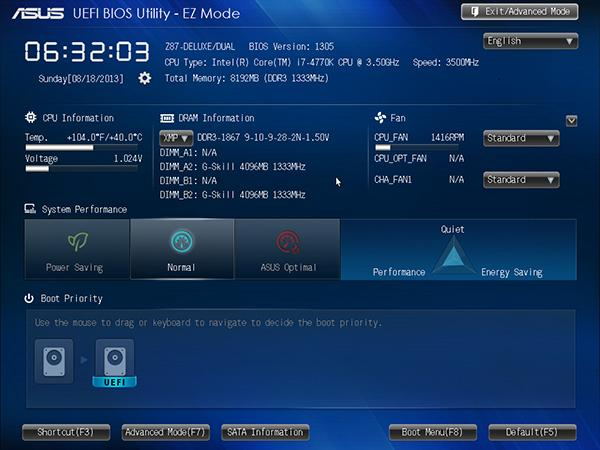 ASUS UEFI BIOS Utility - EZ Mode
Exit/Advanced Mode
06:32:03
Sunday[08/18/2013]
Z87-DELUXE/DUAL BIOS Version: 1305
English
CPU Type: Intel(R) Core(TM) i7-4770K CPU @ 3.50GHz Speed: 3500MHz
Total Memory: 8192MB (DDR3 1333MHz)
CPU Information
Temp. +104.0°F/+40.0°C
Voltage 1.024V
DRAM Information
XMP DDR3-1867 9-10-9-28-2N-1.50V
DIMM_A1: N/A
DIMM_A2: G-Skill 4096MB 1333MHz
DIMM_B1: N/A
DIMM_B2: G-Skill 4096MB 1333MHz
Fan
CPU_FAN 1416RPM Standard
CPU_OPT_FAN N/A
CHA_FAN1 N/A Standard
System Performance
Power Saving
Normal
ASUS Optimal
Quiet
Performance
Energy Saving
Boot Priority
Use the mouse to drag or keyboard to navigate to decide the boot priority.
UEFI
Shortcut(F3) Advanced Mode(F7) SATA Information Boot Menu(F8) Default(F5)